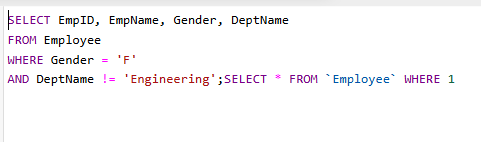 SELECT EmpID, EmpName, Gender, DeptName
FROM Employee
WHERE Gender = 'F'
AND DeptName != 'Engineering';SELECT * FROM `Employee` WHERE 1